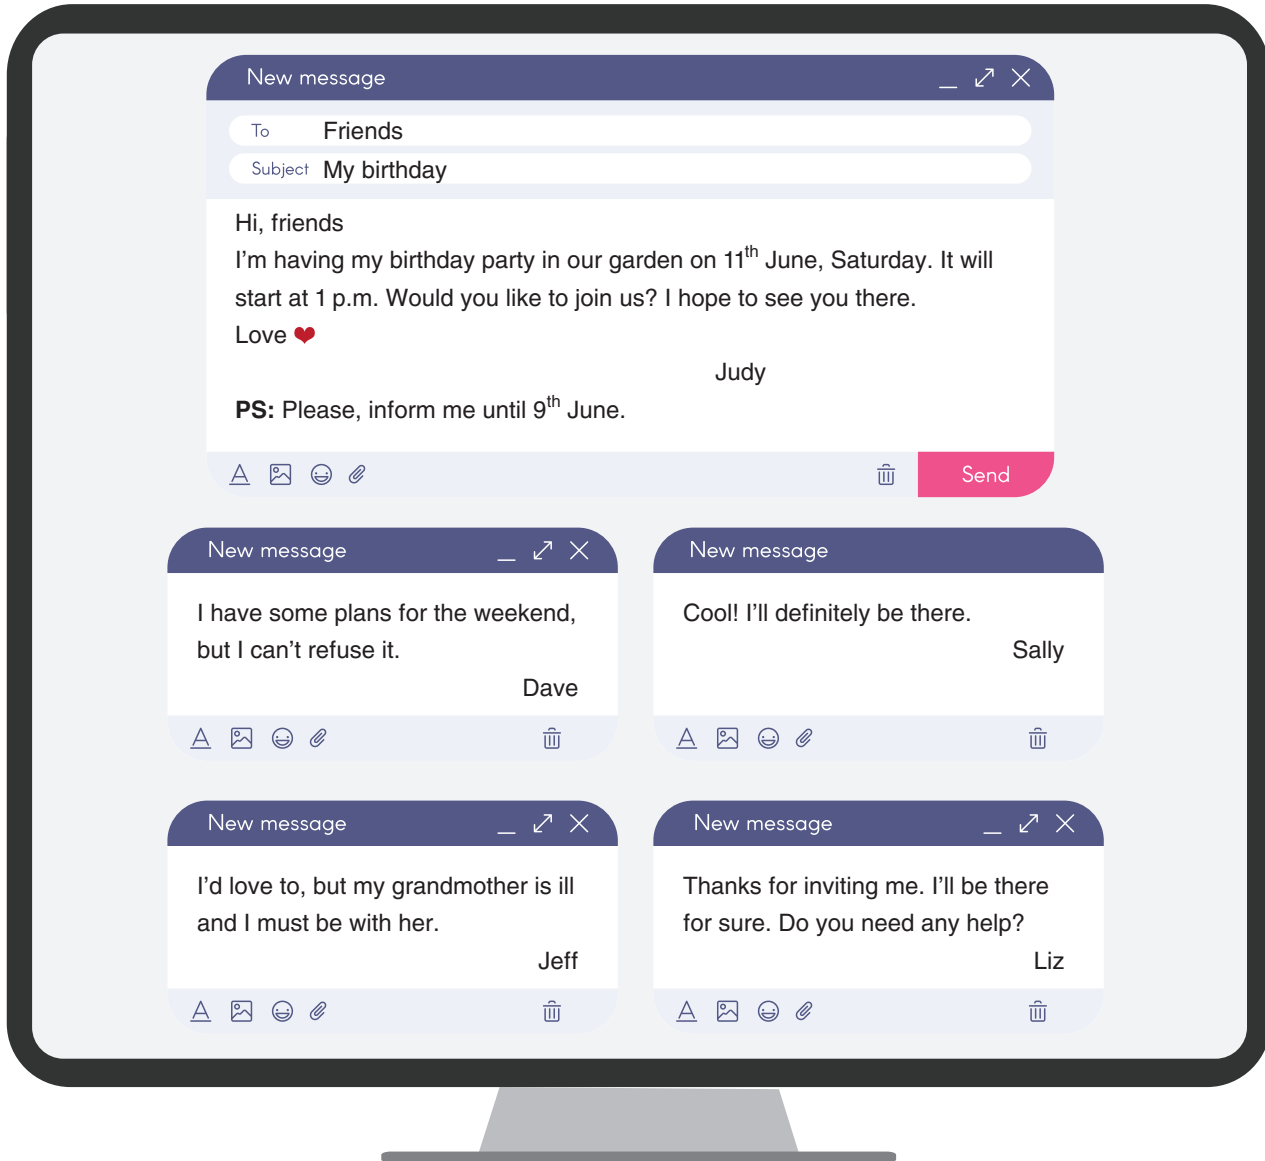 New message
To Friends
Subject My birthday
Hi, friends
I'm having my birthday party in our garden on 11th June, Saturday. It will
start at 1 p.m. Would you like to join us? I hope to see you there.
Love ❤
Judy
PS: Please, inform me until 9th June.
Send
New message
I have some plans for the weekend,
but I can't refuse it.
Dave
New message
Cool! I'll definitely be there.
Sally
New message
I'd love to, but my grandmother is ill
and I must be with her.
Jeff
New message
Thanks for inviting me. I'll be there
for sure. Do you need any help?
Liz